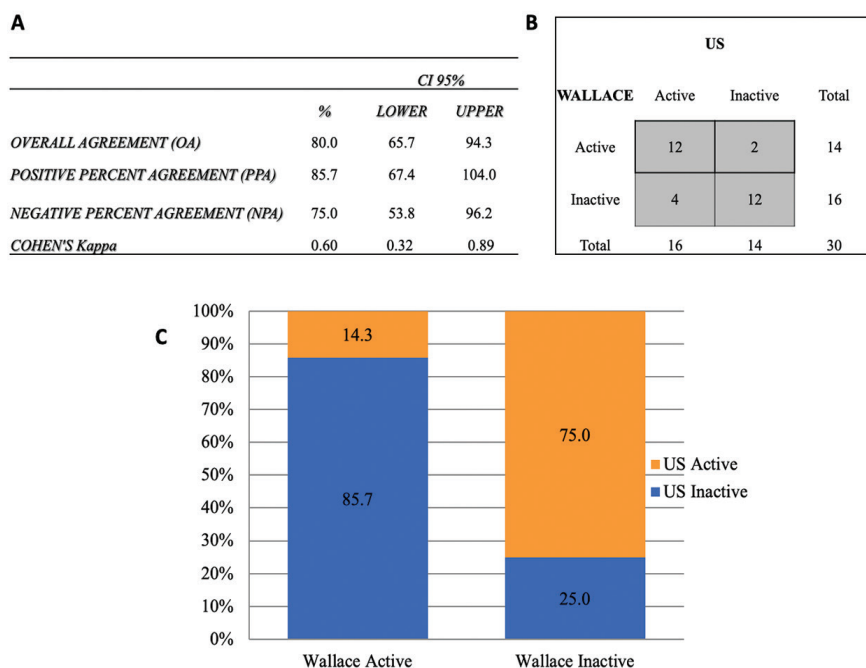 A
CI 95%
% LOWER UPPER
OVERALL AGREEMENT (OA) 80.0 65.7 94.3
POSITIVE PERCENT AGREEMENT (PPA) 85.7 67.4 104.0
NEGATIVE PERCENT AGREEMENT (NPA) 75.0 53.8 96.2
COHEN'S Kappa 0.60 0.32 0.89
B
US
WALLACE Active Inactive Total
Active 12 2 14
Inactive 4 12 16
Total 16 14 30
C
100%
90%
80%
70%
60%
50%
40%
30%
20%
10%
0%
14.3
85.7
75.0
25.0
US Active
US Inactive
Wallace Active Wallace Inactive